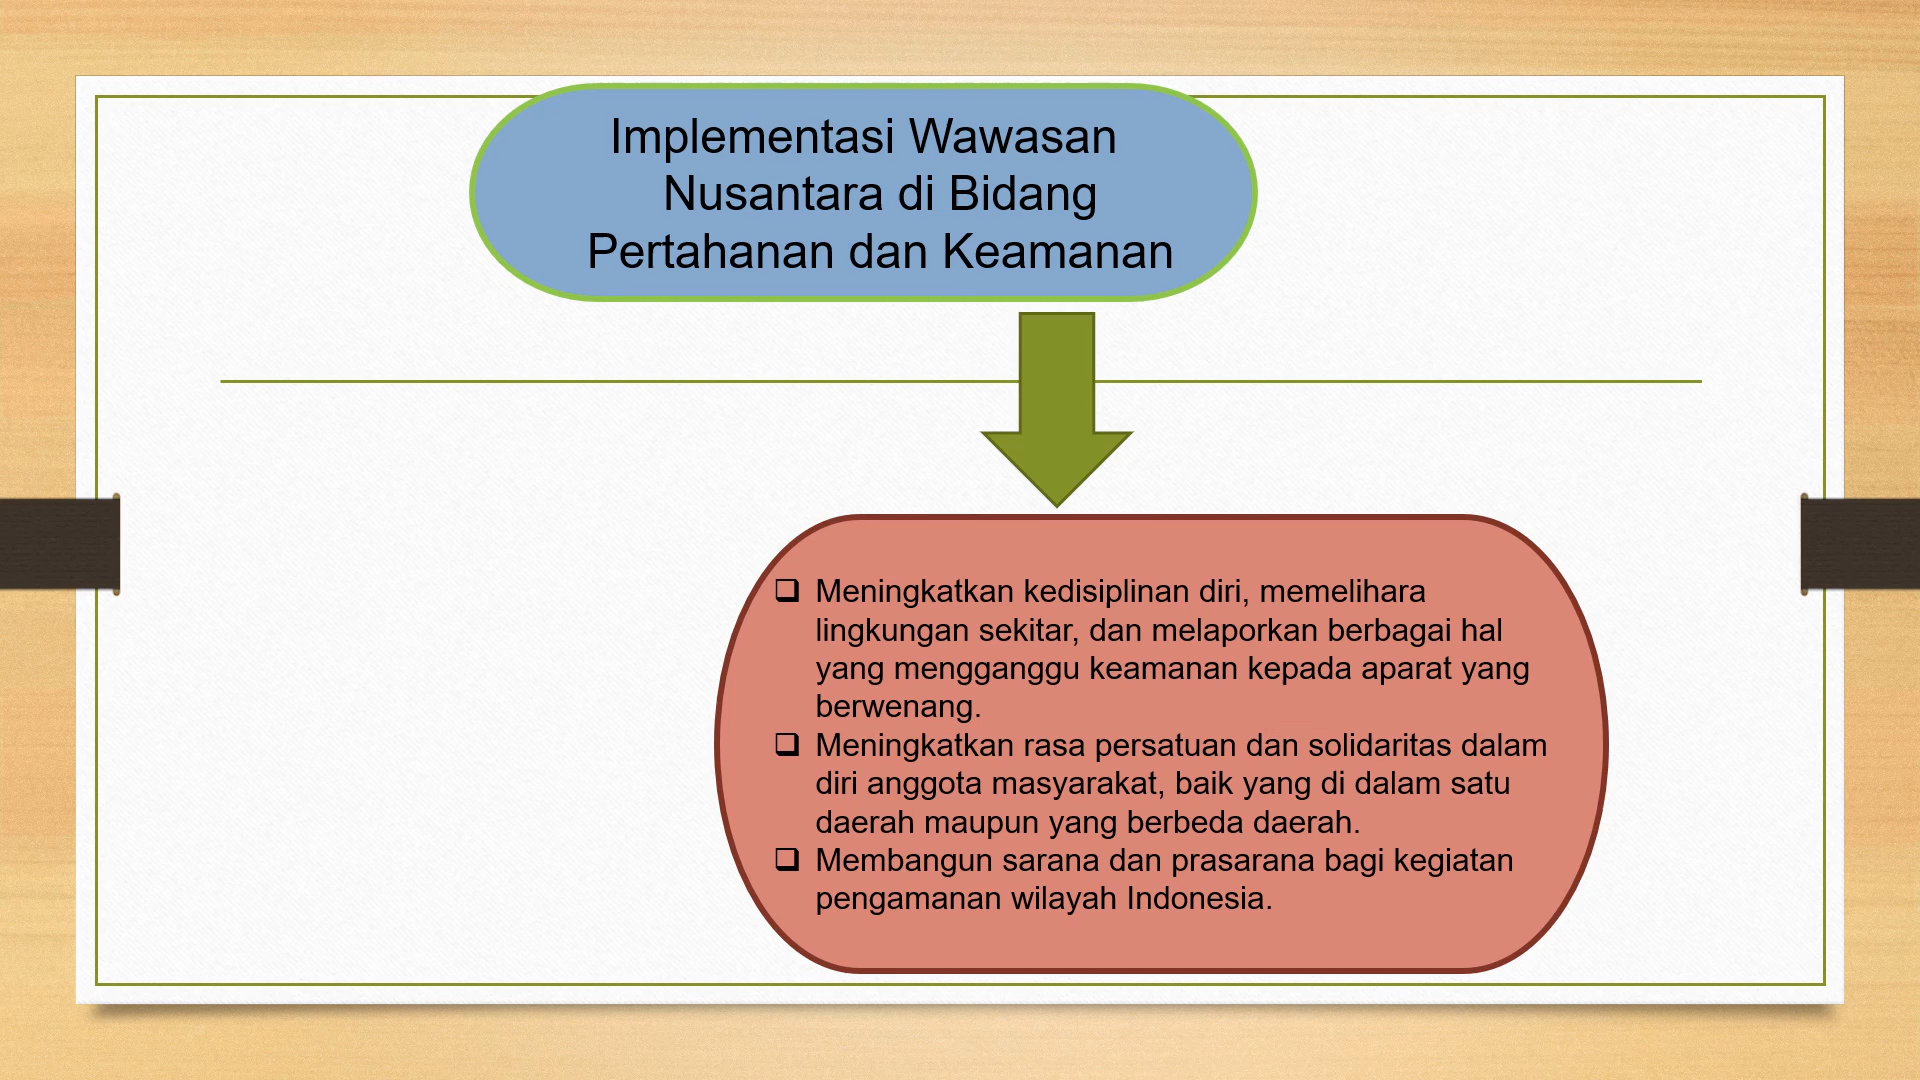 Implementasi Wawasan
Nusantara di Bidang
Pertahanan dan Keamanan
❑ Meningkatkan kedisiplinan diri, memelihara
lingkungan sekitar, dan melaporkan berbagai hal
yang mengganggu keamanan kepada aparat yang
berwenang.
❑ Meningkatkan rasa persatuan dan solidaritas dalam
diri anggota masyarakat, baik yang di dalam satu
daerah maupun yang berbeda daerah.
❑ Membangun sarana dan prasarana bagi kegiatan
pengamanan wilayah Indonesia.